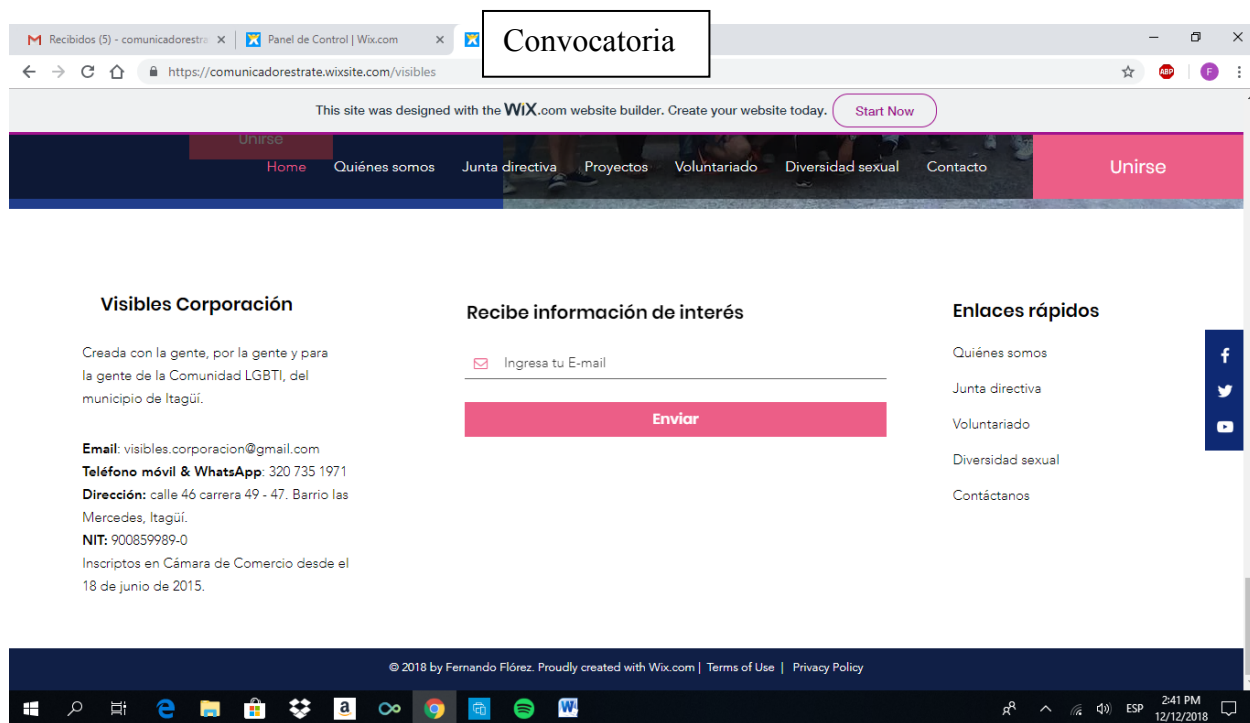 Convocatoria
Recibidos (5) - comunicadorestra
Panel de Control | Wix.com
https://comunicadorestrate.wixsite.com/visibles
ABP
F
This site was designed with the WiX.com website builder. Create your website today. Start Now
Unirse
Home Quiénes somos Junta directiva Proyectos Voluntariado Diversidad sexual Contacto Unirse
Visibles Corporación
Creada con la gente, por la gente y para
la gente de la Comunidad LGBTI, del
municipio de Itagüí.
Email: visibles.corporacion@gmail.com
Teléfono móvil & WhatsApp: 320 735 1971
Dirección: calle 46 carrera 49 - 47. Barrio las
Mercedes, Itagüí.
NIT: 900859989-0
Inscriptos en Cámara de Comercio desde el
18 de junio de 2015.
Recibe información de interés
Ingresa tu E-mail
Enviar
Enlaces rápidos
Quiénes somos
Junta directiva
Voluntariado
Diversidad sexual
Contáctanos
© 2018 by Fernando Flórez. Proudly created with Wix.com | Terms of Use | Privacy Policy
ESP
2:41 PM
12/12/2018